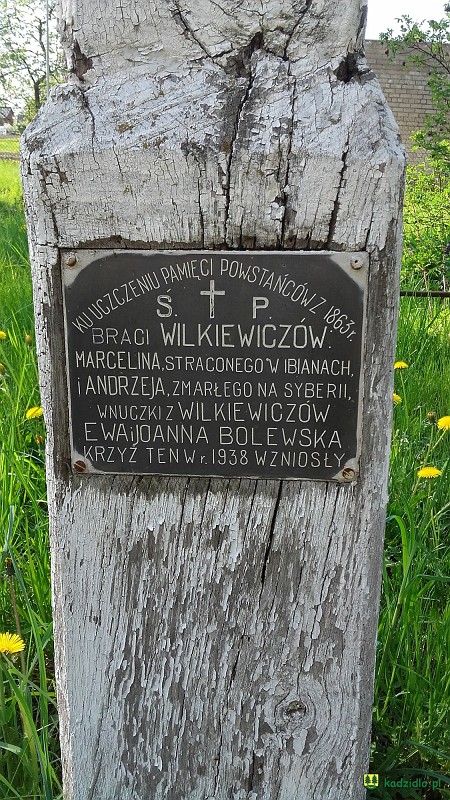 KU UCZCZENIU PAMIĘCI POWSTAŃCÓW Z 1863 r.
Ś. † P.
BRACI WILKIEWICZÓW.
MARCELINA, STRACONEGO W IBIANACH,
i ANDRZEJA, ZMARŁEGO NA SYBERII,
WNUCZKI Z WILKIEWICZÓW
EWA i JOANNA BOLEWSKA
KRZYŻ TEN W r. 1938 WZNIOSŁY
kadzidlo.pl